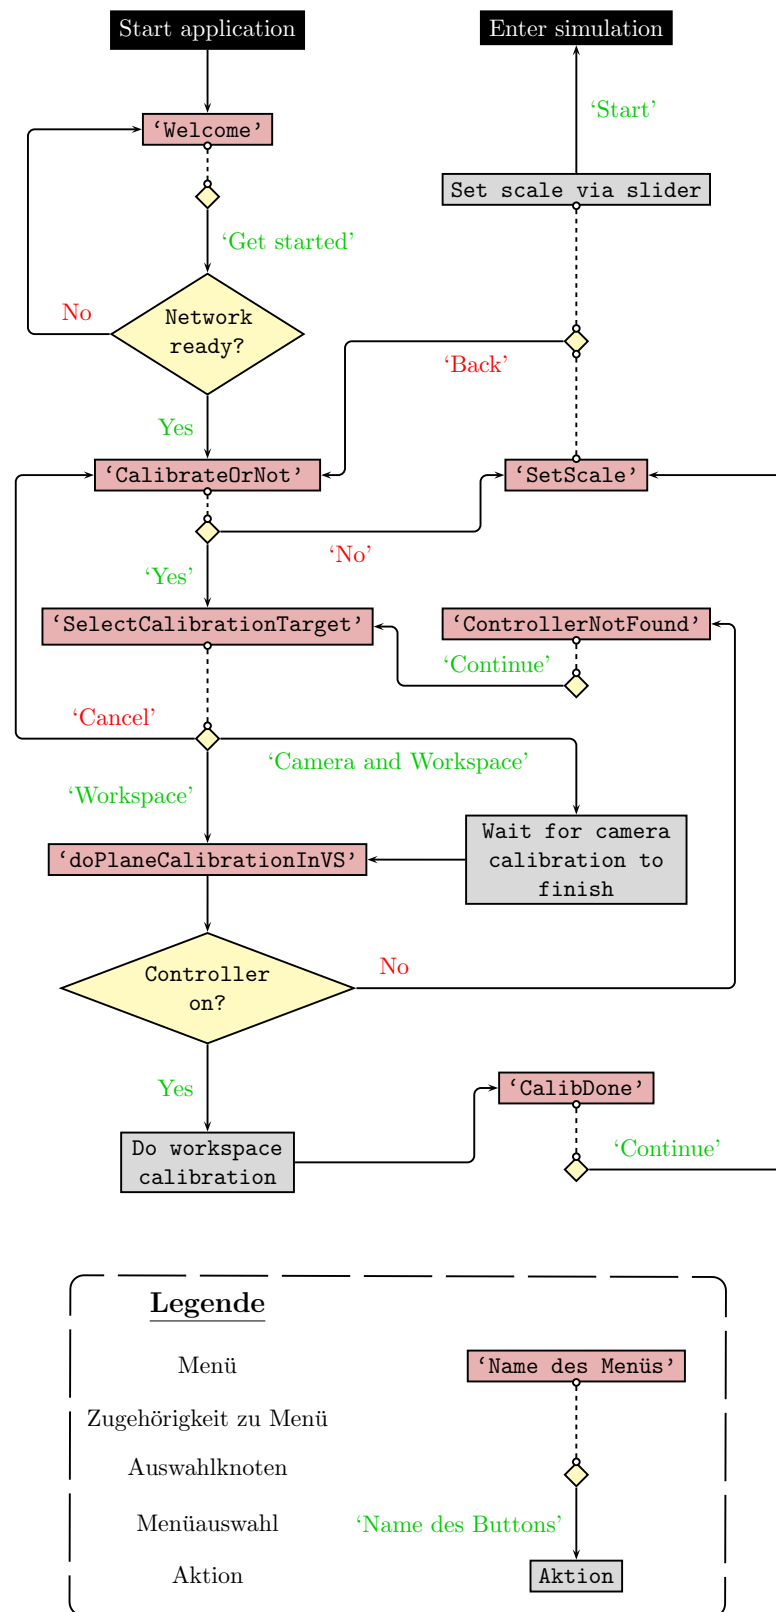 Start application
Enter simulation
‘Start’
‘Welcome’
Set scale via slider
‘Get started’
No
Network
ready?
‘Back’
Yes
‘CalibrateOrNot’
‘SetScale’
‘No’
‘Yes’
‘SelectCalibrationTarget’
‘ControllerNotFound’
‘Continue’
‘Cancel’
‘Camera and Workspace’
‘Workspace’
Wait for camera
calibration to
finish
‘doPlaneCalibrationInVS’
No
Controller
on?
Yes
‘CalibDone’
Do workspace
calibration
‘Continue’
Legende
Menü
‘Name des Menüs’
Zugehörigkeit zu Menü
Auswahlknoten
Menüauswahl
‘Name des Buttons’
Aktion
Aktion